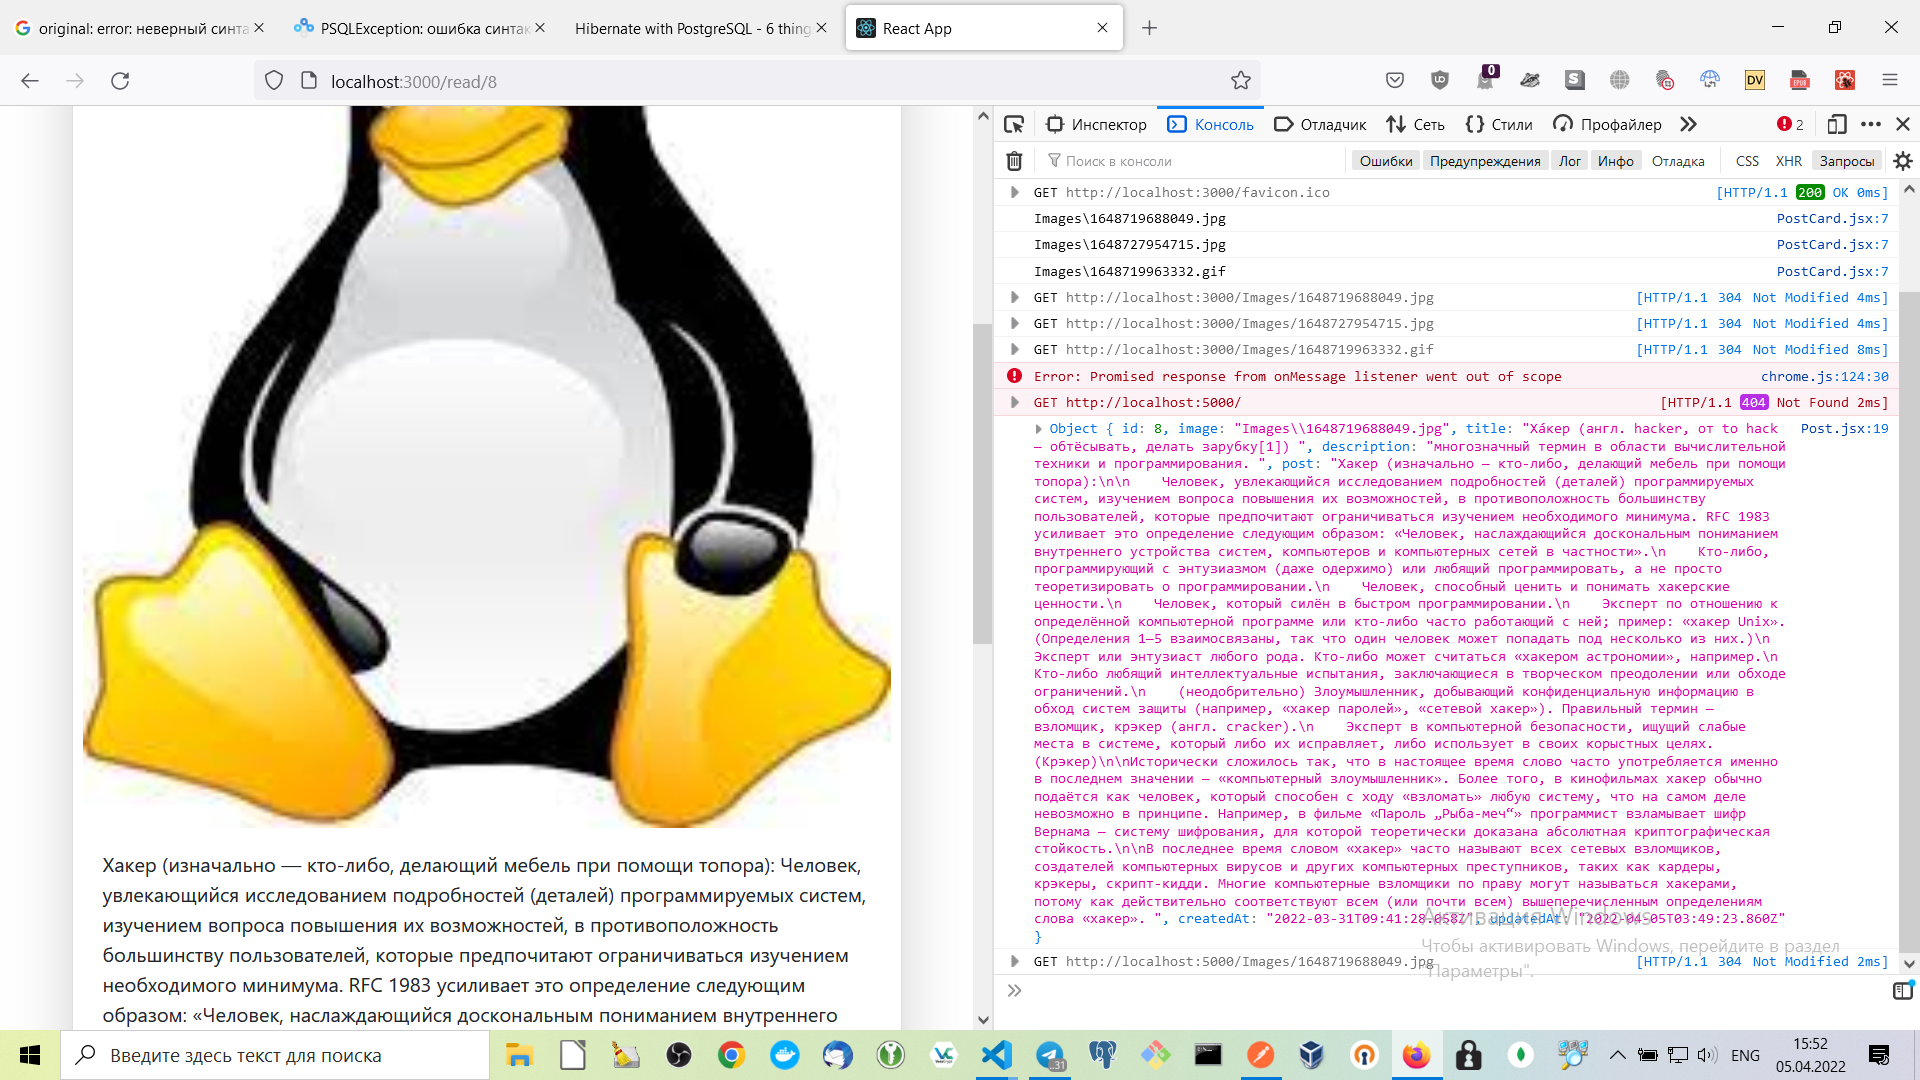 original: error: неверный синта
PSQLException: ошибка синтак
Hibernate with PostgreSQL - 6 thing
React App
localhost:3000/read/8
0
DV
Инспектор
Консоль
Отладчик
Сеть
Стили
Профайлер
2
Поиск в консоли
Ошибки
Предупреждения
Лог
Инфо
Отладка
CSS
XHR
Запросы
GET http://localhost:3000/favicon.ico [HTTP/1.1 200 OK 0ms]
Images\1648719688049.jpg PostCard.jsx:7
Images\1648727954715.jpg PostCard.jsx:7
Images\1648719963332.gif PostCard.jsx:7
GET http://localhost:3000/Images/1648719688049.jpg [HTTP/1.1 304 Not Modified 4ms]
GET http://localhost:3000/Images/1648727954715.jpg [HTTP/1.1 304 Not Modified 4ms]
GET http://localhost:3000/Images/1648719963332.gif [HTTP/1.1 304 Not Modified 8ms]
Error: Promised response from onMessage listener went out of scope chrome.js:124:30
GET http://localhost:5000/ [HTTP/1.1 404 Not Found 2ms]
Object { id: 8, image: "Images\\1648719688049.jpg", title: "Ха́кер (англ. hacker, от to hack Post.jsx:19
— обтёсывать, делать зарубку[1]) ", description: "многозначный термин в области вычислительной
техники и программирования. ", post: "Хакер (изначально — кто-либо, делающий мебель при помощи
топора):\n\n    Человек, увлекающийся исследованием подробностей (деталей) программируемых
систем, изучением вопроса повышения их возможностей, в противоположность большинству
пользователей, которые предпочитают ограничиваться изучением необходимого минимума. RFC 1983
усиливает это определение следующим образом: «Человек, наслаждающийся доскональным пониманием
внутреннего устройства систем, компьютеров и компьютерных сетей в частности».\n    Кто-либо,
программирующий с энтузиазмом (даже одержимо) или любящий программировать, а не просто
теоретизировать о программировании.\n    Человек, способный ценить и понимать хакерские
ценности.\n    Человек, который силён в быстром программировании.\n    Эксперт по отношению к
определённой компьютерной программе или кто-либо часто работающий с ней; пример: «хакер Unix».
(Определения 1—5 взаимосвязаны, так что один человек может попадать под несколько из них.)\n
Эксперт или энтузиаст любого рода. Кто-либо может считаться «хакером астрономии», например.\n
Кто-либо любящий интеллектуальные испытания, заключающиеся в творческом преодолении или обходе
ограничений.\n    (неодобрительно) Злоумышленник, добывающий конфиденциальную информацию в
обход систем защиты (например, «хакер паролей», «сетевой хакер»). Правильный термин —
взломщик, крэкер (англ. cracker).\n    Эксперт в компьютерной безопасности, ищущий слабые
места в системе, который либо их исправляет, либо использует в своих корыстных целях.
(Крэкер)\n\nИсторически сложилось так, что в настоящее время слово часто употребляется именно
в последнем значении — «компьютерный злоумышленник». Более того, в кинофильмах хакер обычно
подаётся как человек, который способен с ходу «взломать» любую систему, что на самом деле
невозможно в принципе. Например, в фильме «Пароль „Рыба-меч“» программист взламывает шифр
Вернама — систему шифрования, для которой теоретически доказана абсолютная криптографическая
стойкость.\n\nВ последнее время словом «хакер» часто называют всех сетевых взломщиков,
создателей компьютерных вирусов и других компьютерных преступников, таких как кардеры,
крэкеры, скрипт-кидди. Многие компьютерные взломщики по праву могут называться хакерами,
потому как действительно соответствуют всем (или почти всем) вышеперечисленным определениям
слова «хакер». ", createdAt: "2022-03-31T09:41:28.058Z", updatedAt: "2022-04-05T03:49:23.860Z"
}
GET http://localhost:5000/Images/1648719688049.jpg [HTTP/1.1 304 Not Modified 2ms]
Активация Windows
Чтобы активировать Windows, перейдите в раздел
"Параметры".
Хакер (изначально — кто-либо, делающий мебель при помощи топора): Человек,
увлекающийся исследованием подробностей (деталей) программируемых систем,
изучением вопроса повышения их возможностей, в противоположность
большинству пользователей, которые предпочитают ограничиваться изучением
необходимого минимума. RFC 1983 усиливает это определение следующим
образом: «Человек, наслаждающийся доскональным пониманием внутреннего
Введите здесь текст для поиска
31
ENG
15:52
05.04.2022